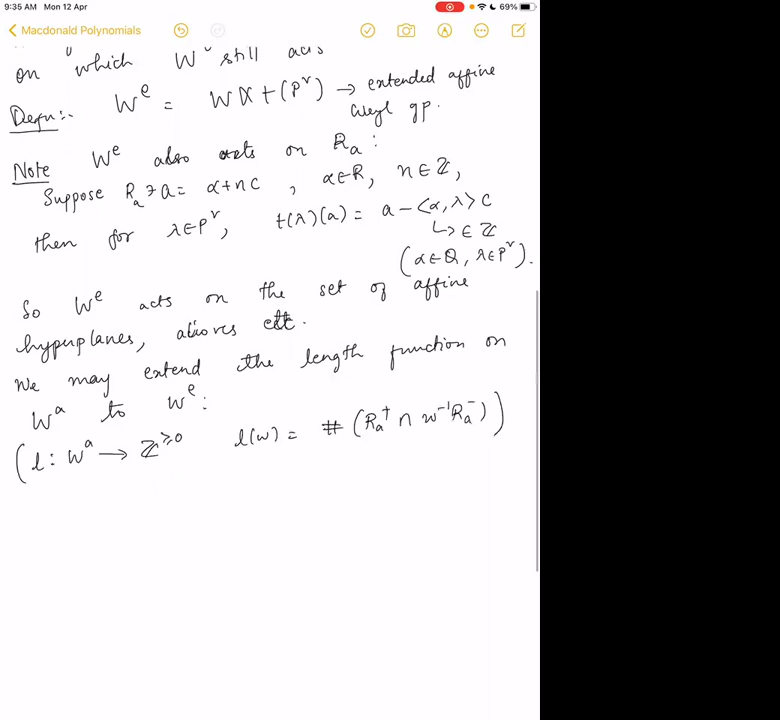 9:35 AM Mon 12 Apr
69%
Macdonald Polynomials
on which W still acts
Defn:- W^e = W ⋉ t(P^v) → extended affine
Weyl gp.
Note W^e also acts on R_a :
Suppose R_a ∋ a = α+nc , α∈R, n∈ℤ,
then for λ∈P^v, t(λ)(a) = a - <α, λ> c
↳ ∈ ℤ
(α∈Q, λ∈P^v).
So W^e acts on the set of affine
hyperplanes, alcoves ett.
We may extend the length function on
W^a to W^e :
(l : W^a → ℤ^{≥0} l(w) = # (R_a^+ ∩ w^{-1} R_a^-))